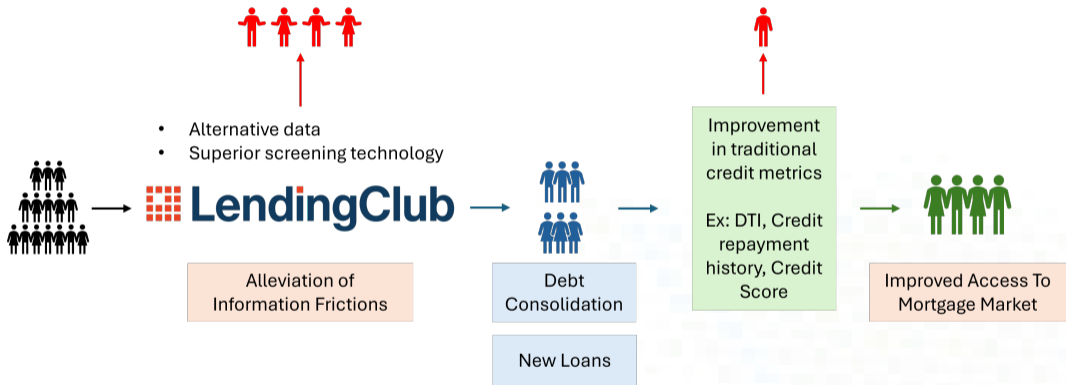 • Alternative data
• Superior screening technology
LendingClub
Alleviation of
Information Frictions
Debt
Consolidation
New Loans
Improvement
in traditional
credit metrics
Ex: DTI, Credit
repayment
history, Credit
Score
Improved Access To
Mortgage Market